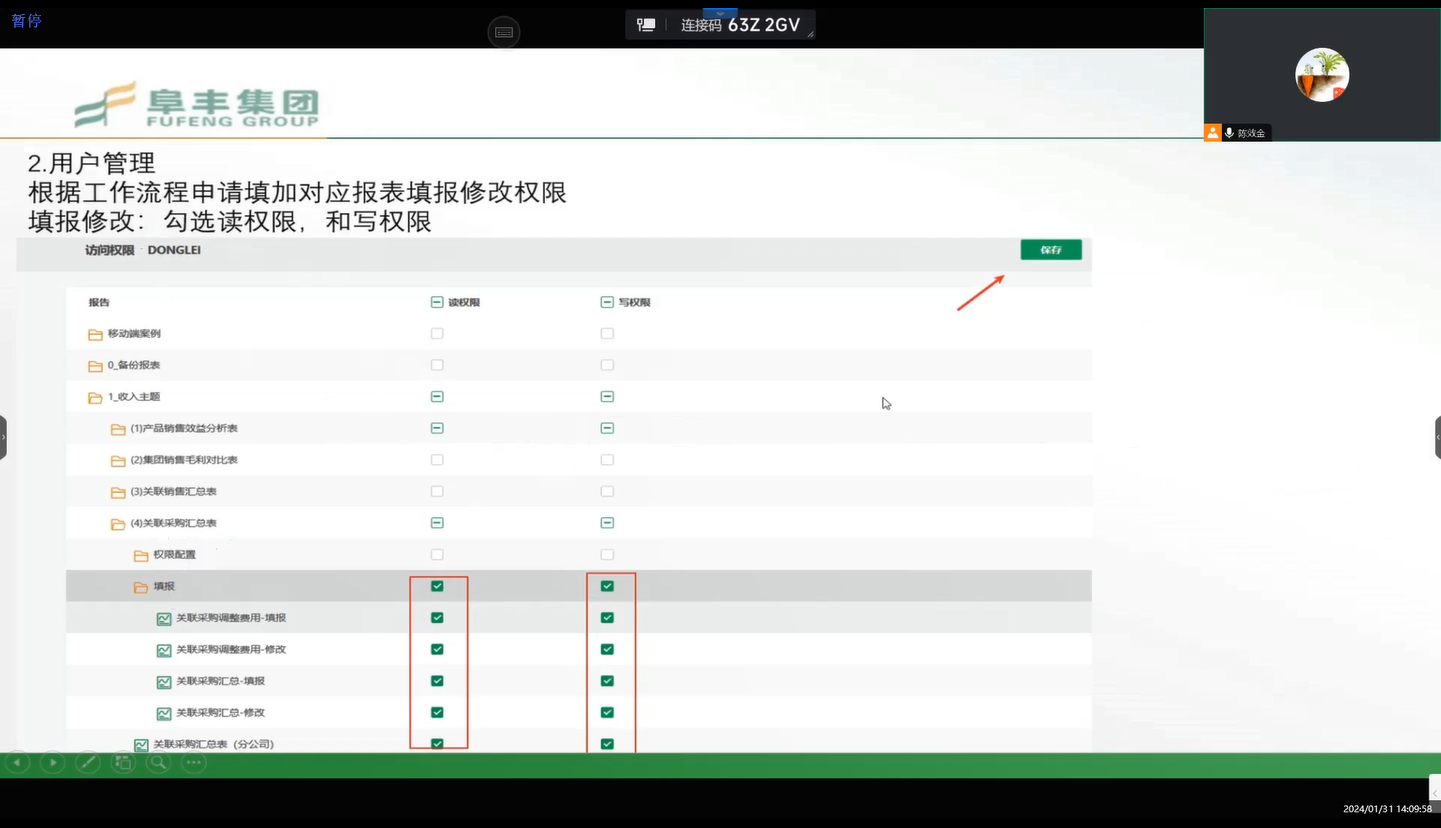 暂停
连接码 63Z 2GV
阜丰集团
FUFENG GROUP
陈效金
2.用户管理
根据工作流程申请填加对应报表填报修改权限
填报修改：勾选读权限，和写权限
访问权限 · DONGLEI
保存
报告 读权限 写权限
移动端案例
0_备份报表
1_收入主题
(1)产品销售效益分析表
(2)集团销售毛利对比表
(3)关联销售汇总表
(4)关联采购汇总表
权限配置
填报
关联采购调整费用-填报
关联采购调整费用-修改
关联采购汇总-填报
关联采购汇总-修改
关联采购汇总表（分公司)
2024/01/31 14:09:58